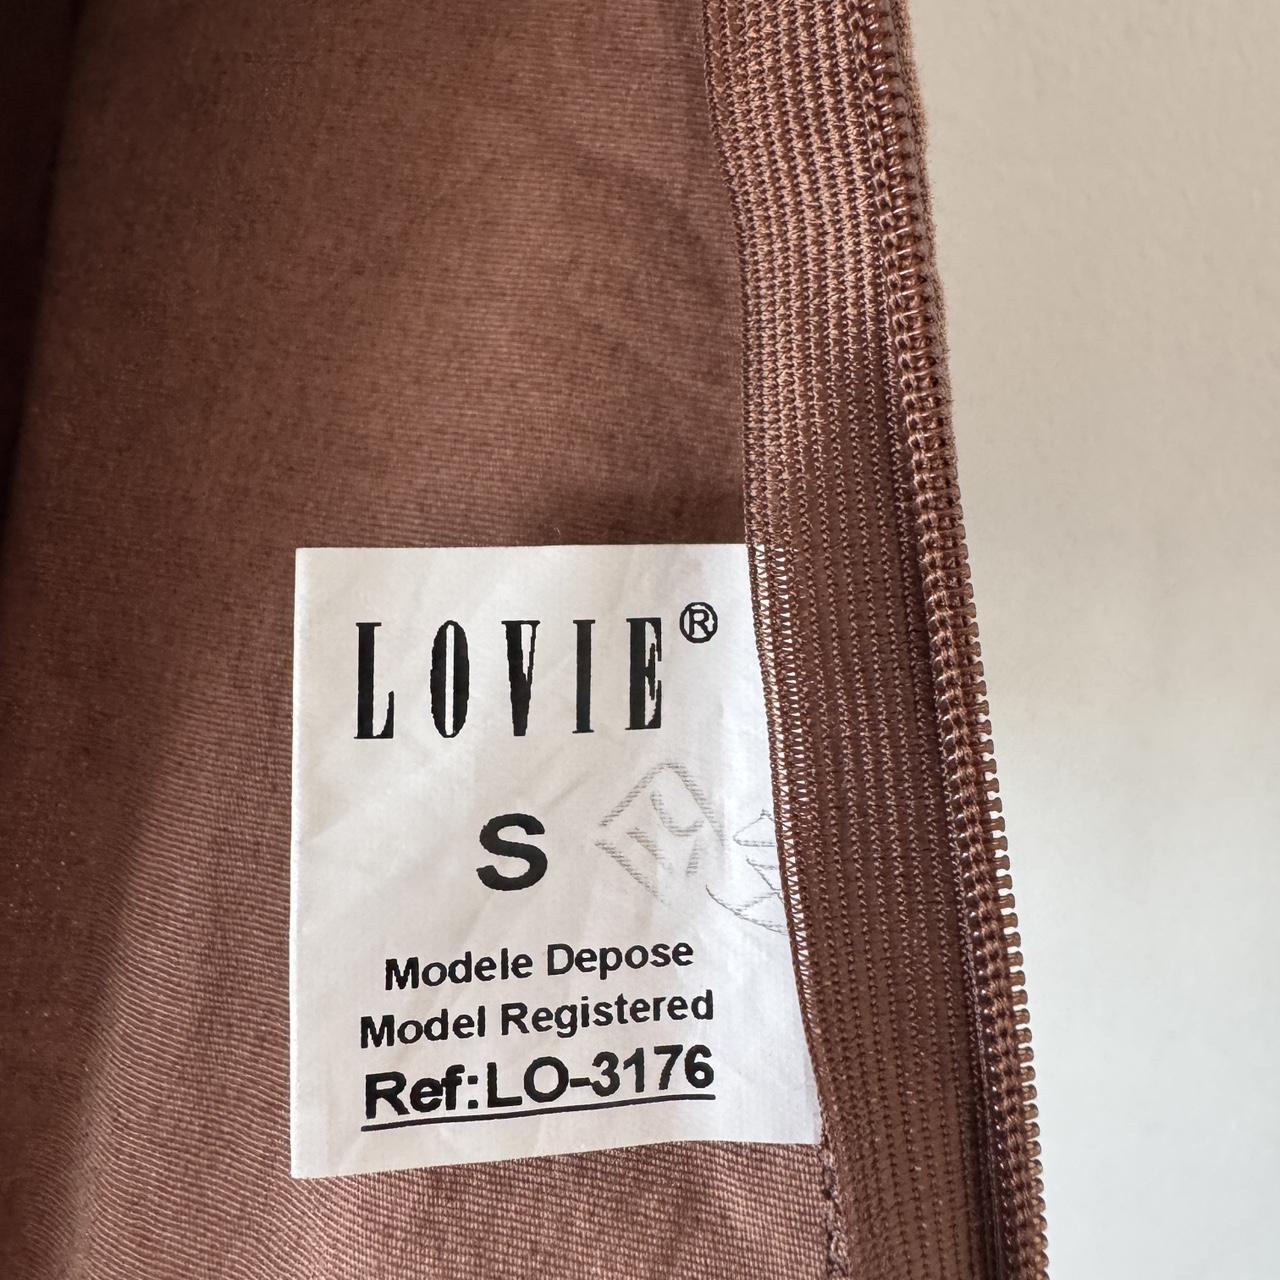 LOVIE®
S
Modele Depose
Model Registered
Ref:LO-3176